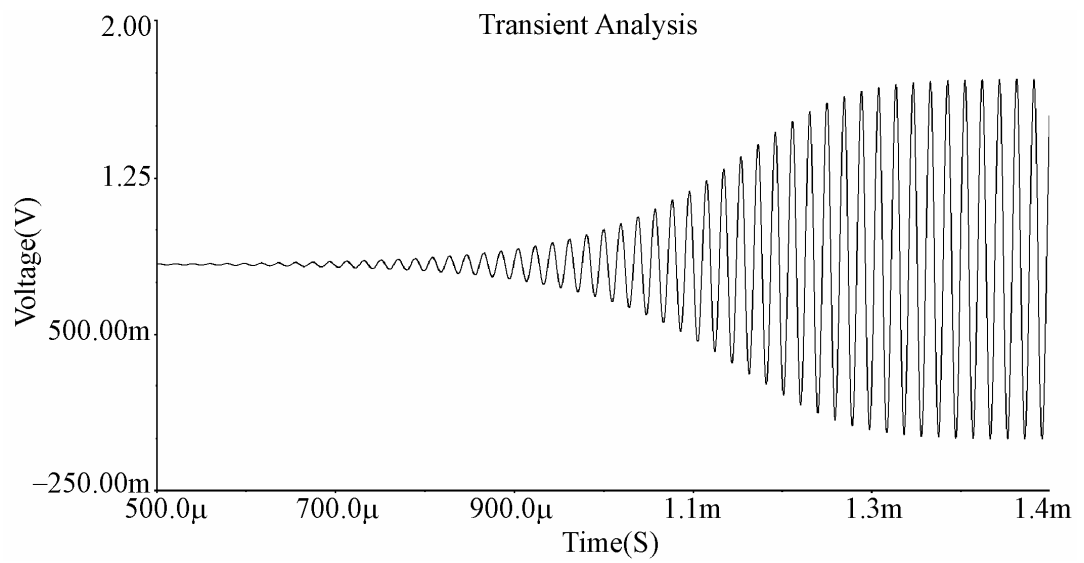 Transient Analysis
2.00
1.25
500.00m
−250.00m
Voltage(V)
500.0μ 700.0μ 900.0μ 1.1m 1.3m 1.4m
Time(S)